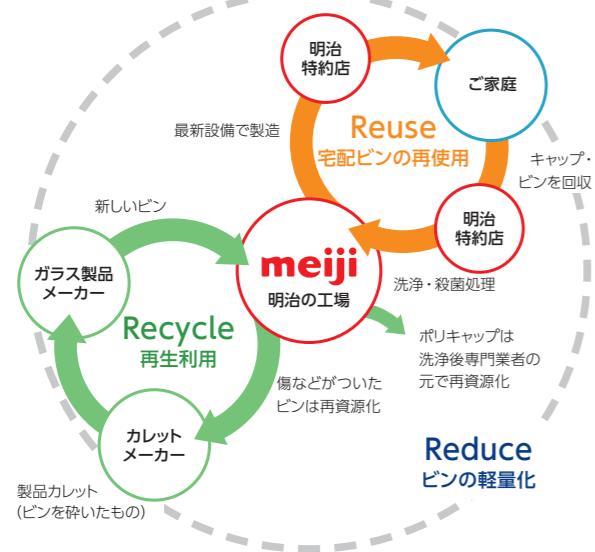 明治
特約店
ご家庭
最新設備で製造
Reuse
宅配ビンの再使用
キャップ・
ビンを回収
新しいビン
明治
特約店
meiji
明治の工場
洗浄・殺菌処理
ガラス製品
メーカー
Recycle
再生利用
ポリキャップは
洗浄後専門業者の
元で再資源化
傷などがついた
ビンは再資源化
カレット
メーカー
Reduce
ビンの軽量化
製品カレット
(ビンを砕いたもの)